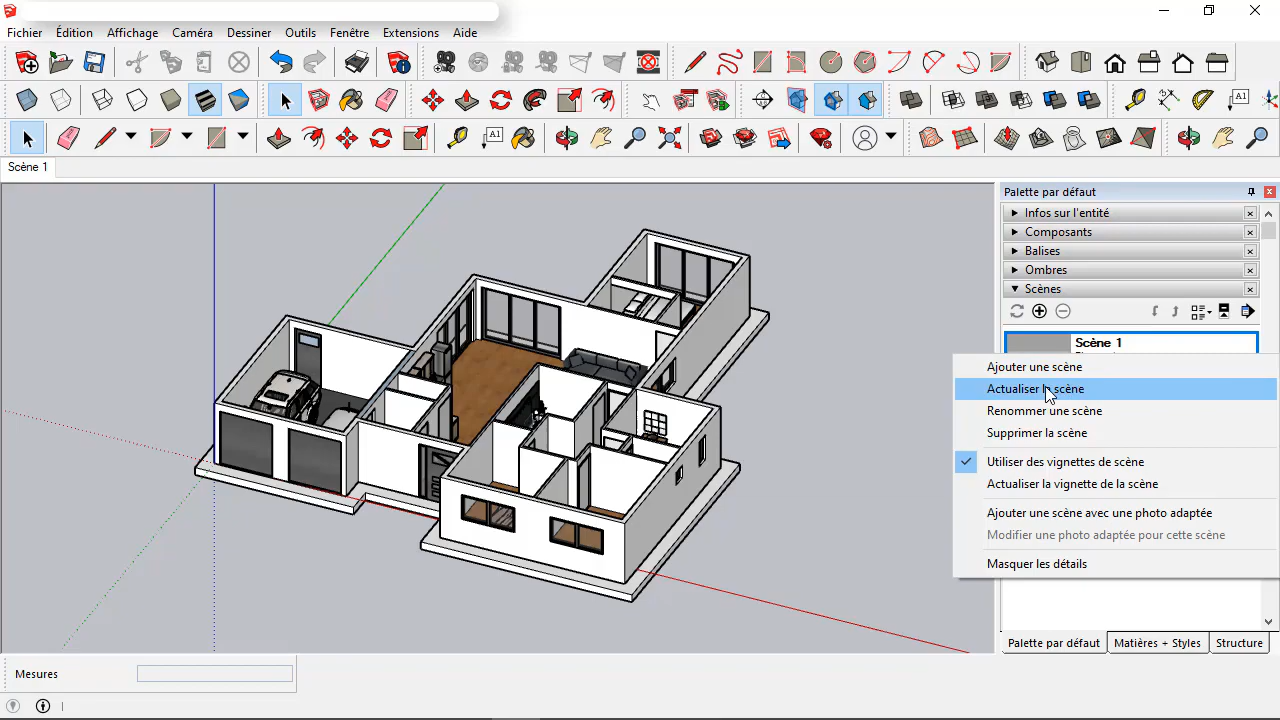 Fichier Édition Affichage Caméra Dessiner Outils Fenêtre Extensions Aide
A1
A1
Scène 1
Palette par défaut
Infos sur l'entité
Composants
Balises
Ombres
Scènes
Scène 1
Ajouter une scène
Actualiser la scène
Renommer une scène
Supprimer la scène
Utiliser des vignettes de scène
Actualiser la vignette de la scène
Ajouter une scène avec une photo adaptée
Modifier une photo adaptée pour cette scène
Masquer les détails
Palette par défaut Matières + Styles Structure
Mesures